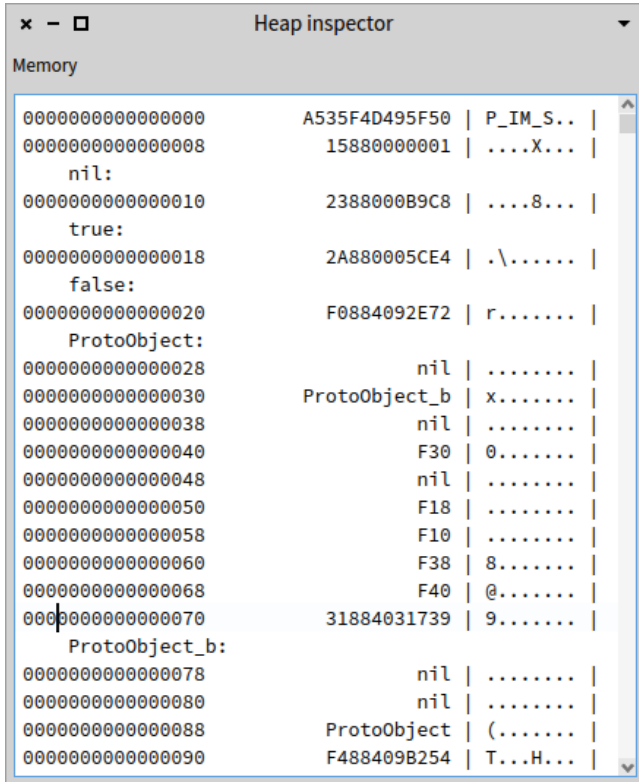 Heap inspector
Memory
0000000000000000 A535F4D495F50 | P_IM_S.. |
0000000000000008 15880000001 | ....X... |
nil:
0000000000000010 2388000B9C8 | ....8... |
true:
0000000000000018 2A880005CE4 | .\...... |
false:
0000000000000020 F0884092E72 | r....... |
ProtoObject:
0000000000000028 nil | ........ |
0000000000000030 ProtoObject_b | x....... |
0000000000000038 nil | ........ |
0000000000000040 F30 | 0....... |
0000000000000048 nil | ........ |
0000000000000050 F18 | ........ |
0000000000000058 F10 | ........ |
0000000000000060 F38 | 8....... |
0000000000000068 F40 | @....... |
0000000000000070 31884031739 | 9....... |
ProtoObject_b:
0000000000000078 nil | ........ |
0000000000000080 nil | ........ |
0000000000000088 ProtoObject | (....... |
0000000000000090 F488409B254 | T...H... |